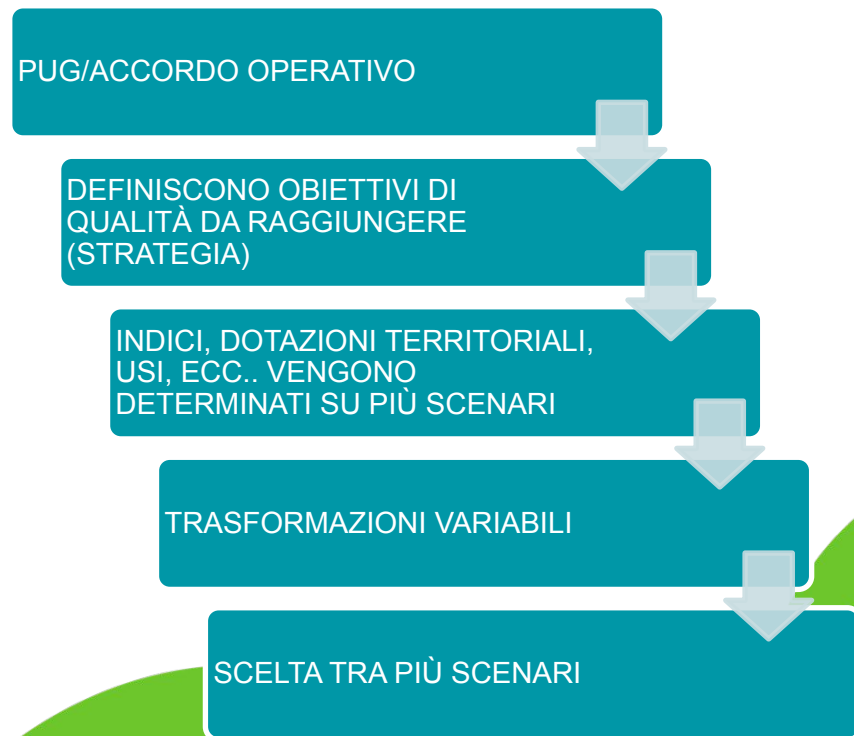 PUG/ACCORDO OPERATIVO
DEFINISCONO OBIETTIVI DI
QUALITÀ DA RAGGIUNGERE
(STRATEGIA)
INDICI, DOTAZIONI TERRITORIALI,
USI, ECC.. VENGONO
DETERMINATI SU PIÙ SCENARI
TRASFORMAZIONI VARIABILI
SCELTA TRA PIÙ SCENARI